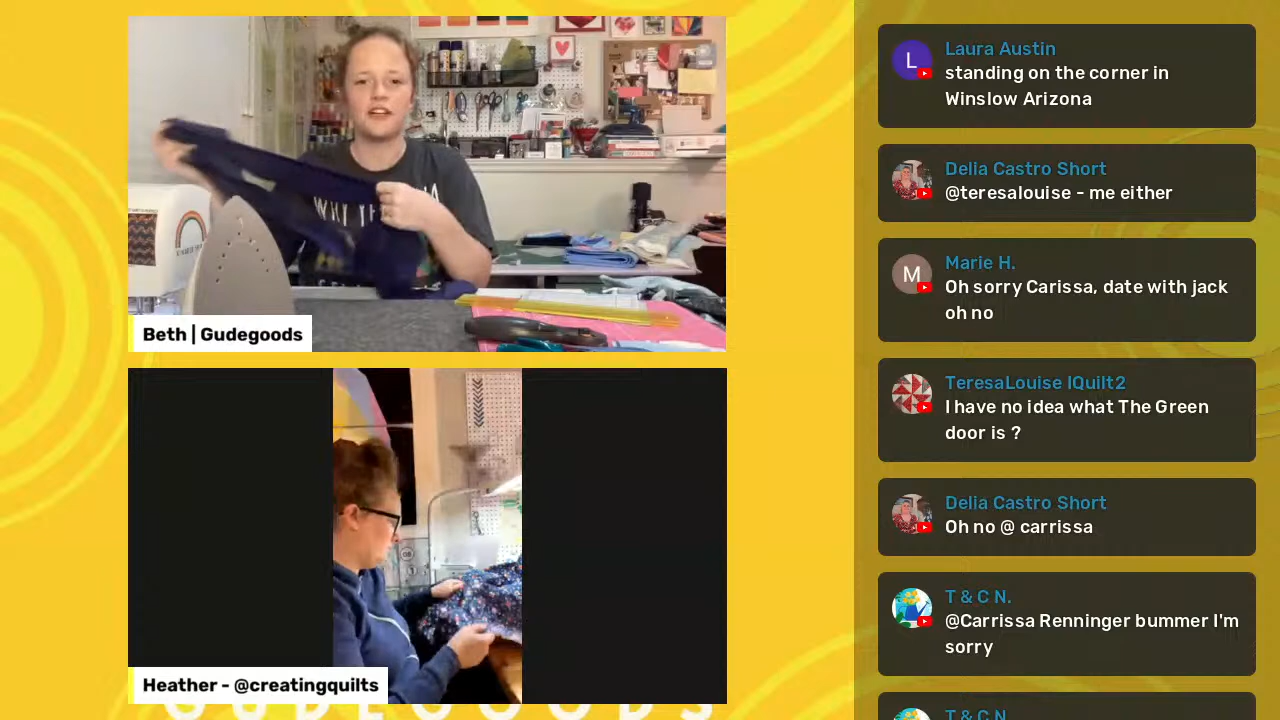 WHY
Beth | Gudegoods
Heather - @creatingquilts
GUDEGOODS
L
Laura Austin
standing on the corner in
Winslow Arizona
Delia Castro Short
@teresalouise - me either
M
Marie H.
Oh sorry Carissa, date with jack
oh no
TeresaLouise IQuilt2
I have no idea what The Green
door is ?
Delia Castro Short
Oh no @ carrissa
T & C N.
@Carrissa Renninger bummer I'm
sorry
T & C N.